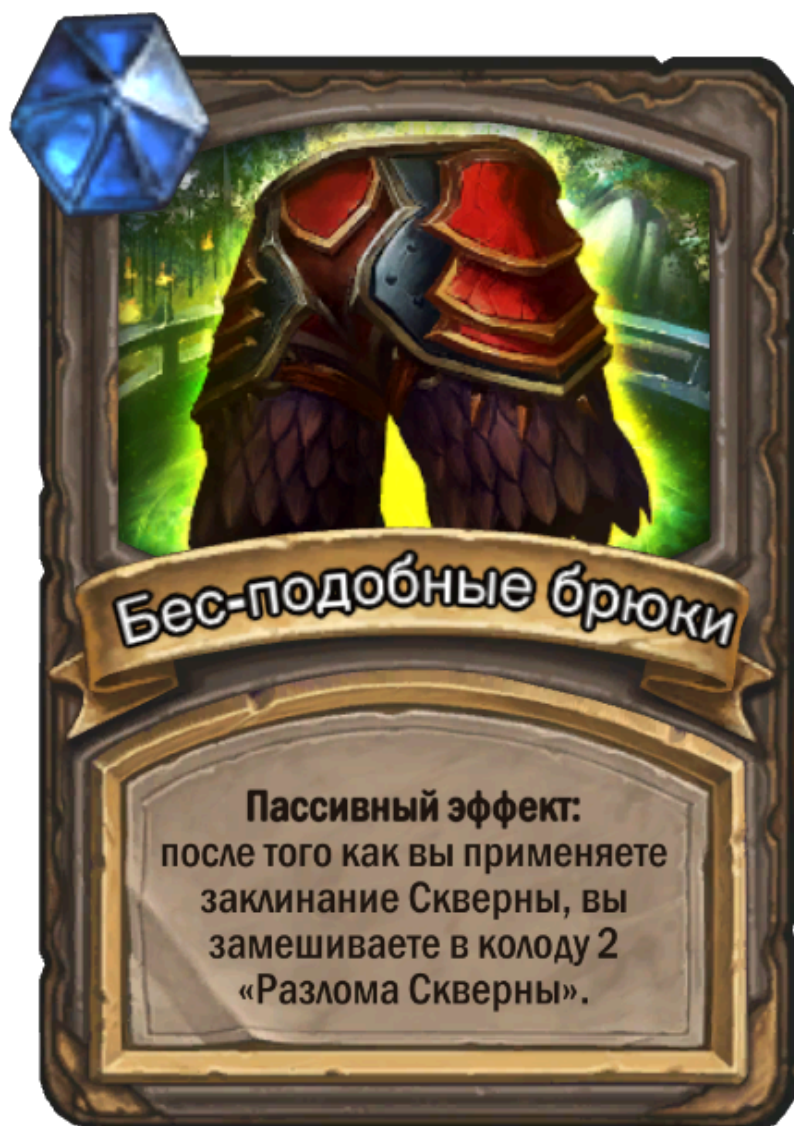 Бес-подобные брюки
Пассивный эффект:
после того как вы применяете
заклинание Скверны, вы
замешиваете в колоду 2
«Разлома Скверны».